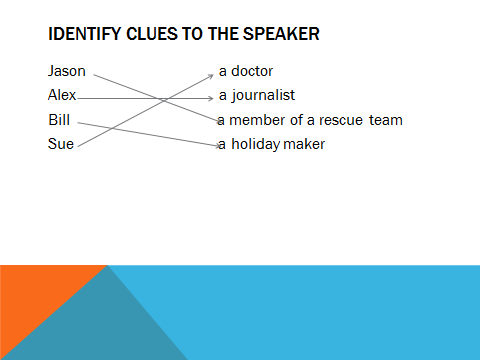 IDENTIFY CLUES TO THE SPEAKER
Jason a doctor
Alex a journalist
Bill a member of a rescue team
Sue a holiday maker